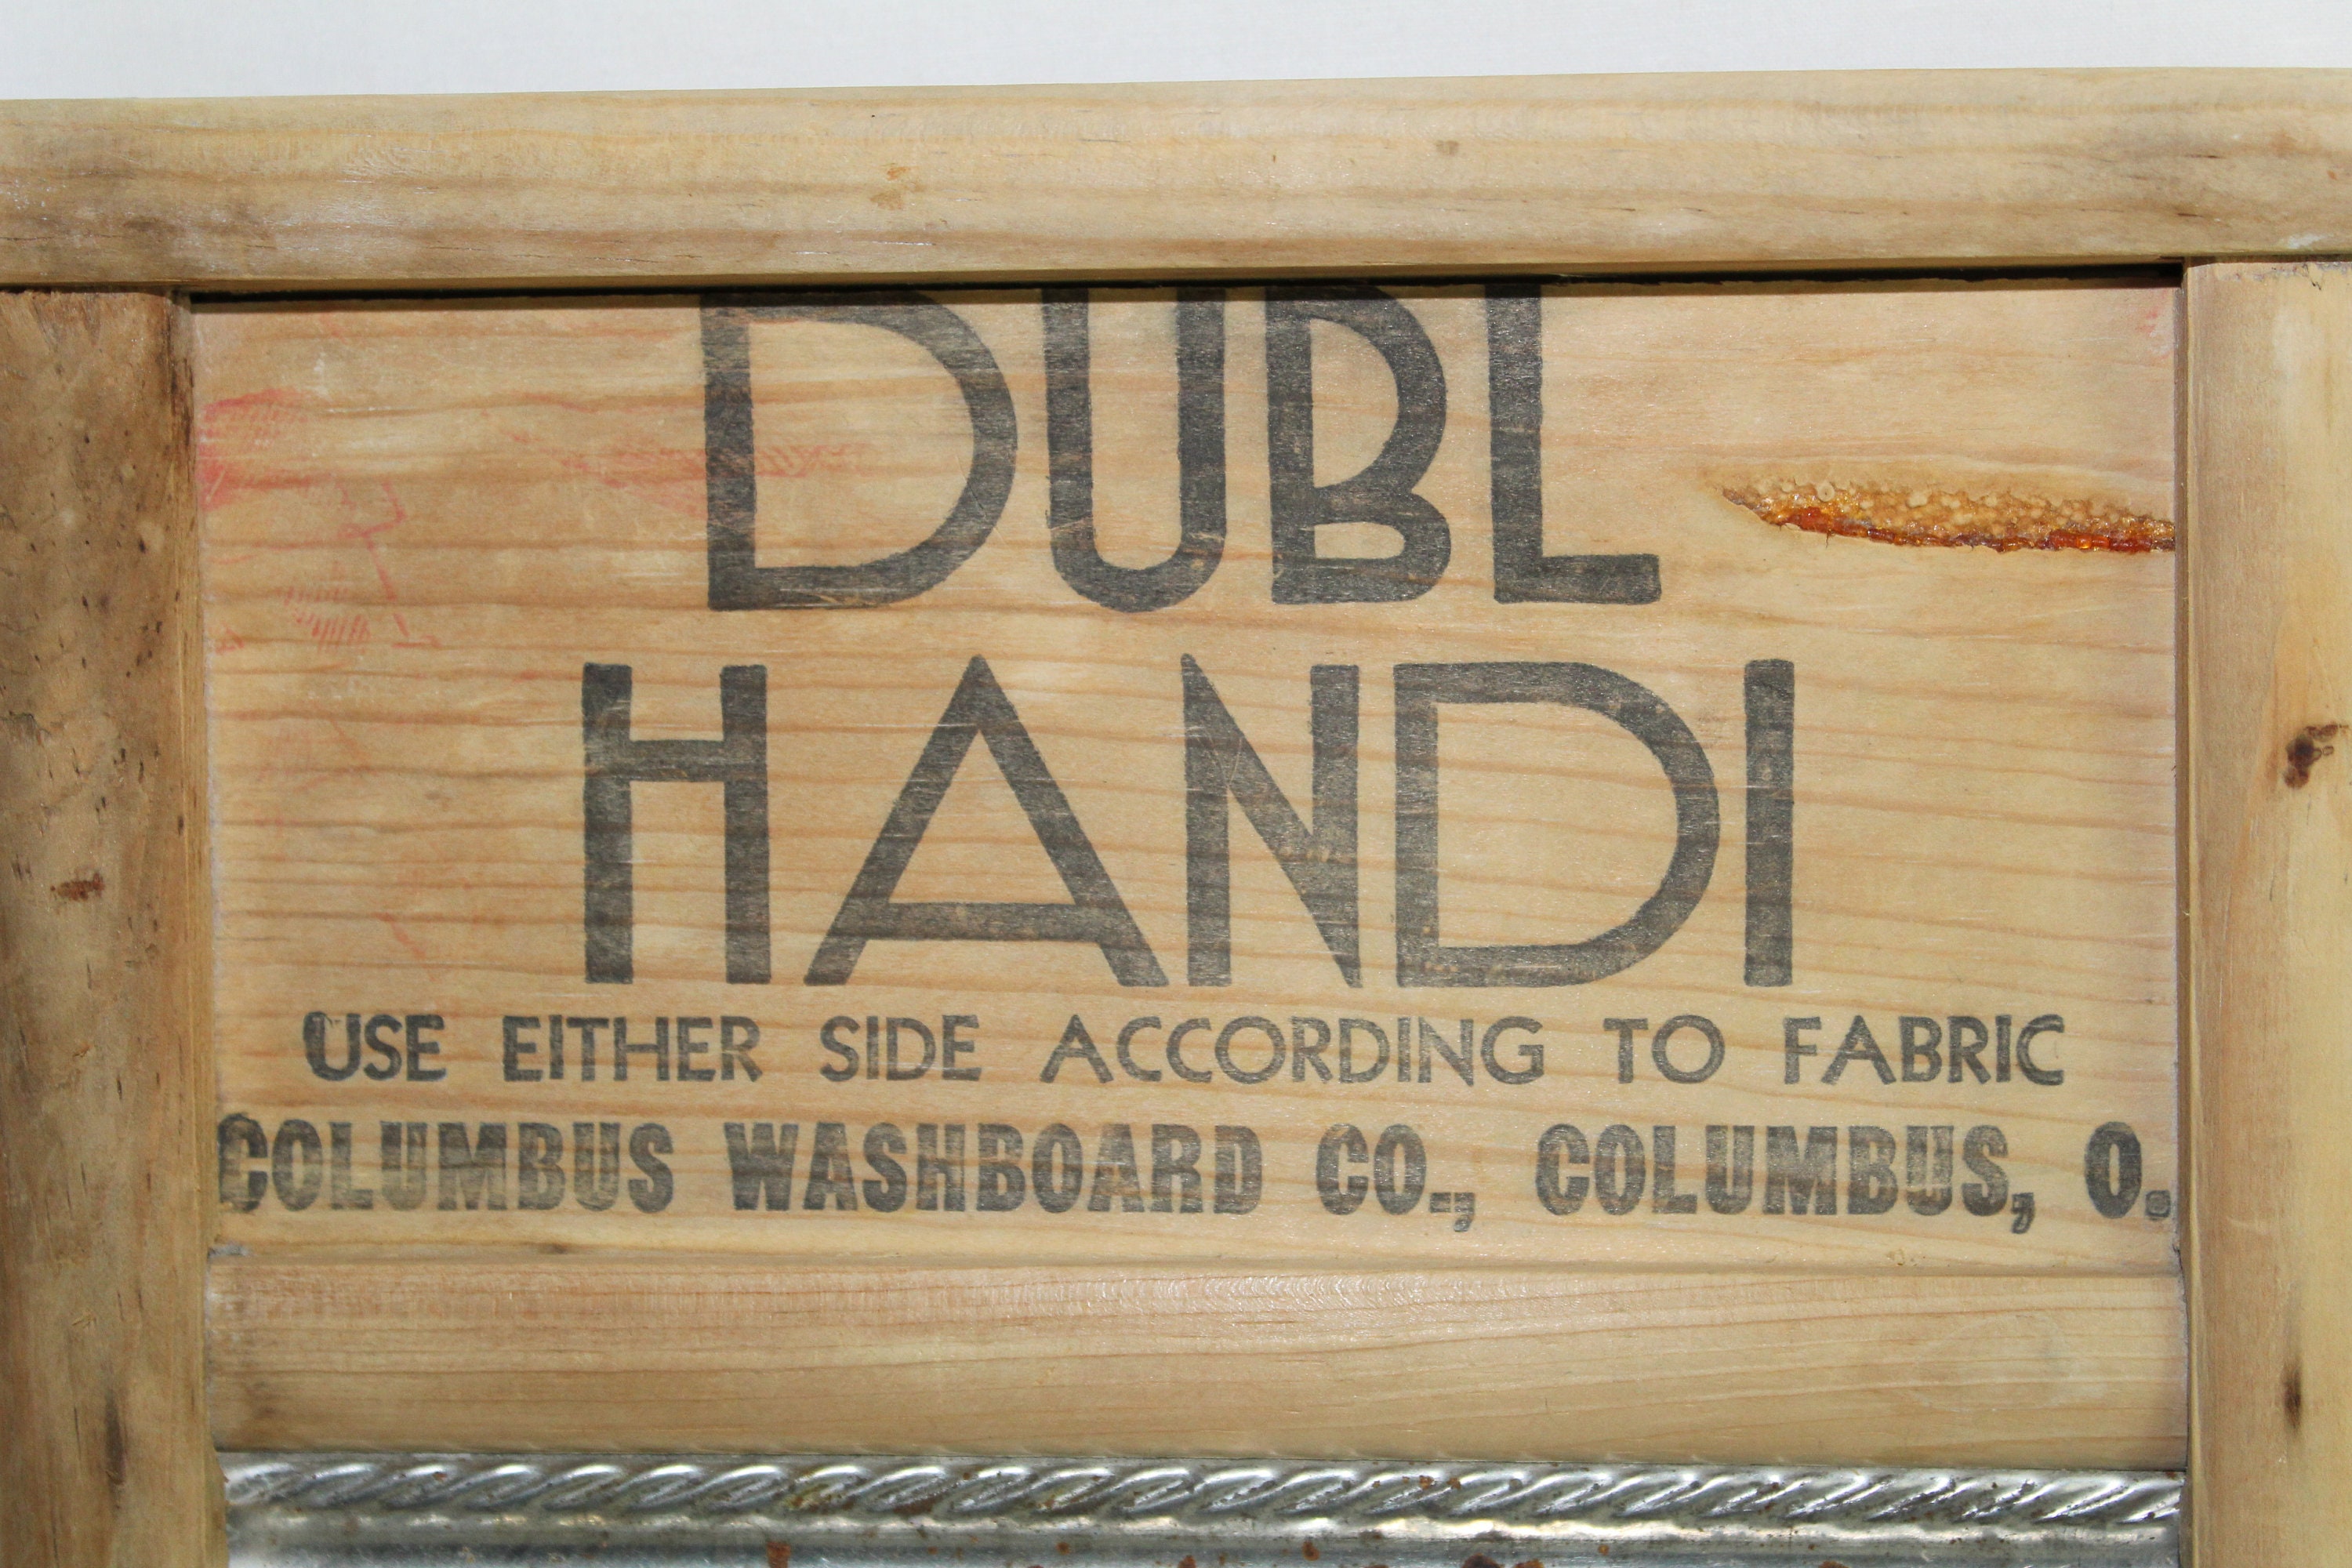 DUBL
HANDI
USE EITHER SIDE ACCORDING TO FABRIC
COLUMBUS WASHBOARD CO., COLUMBUS, O.